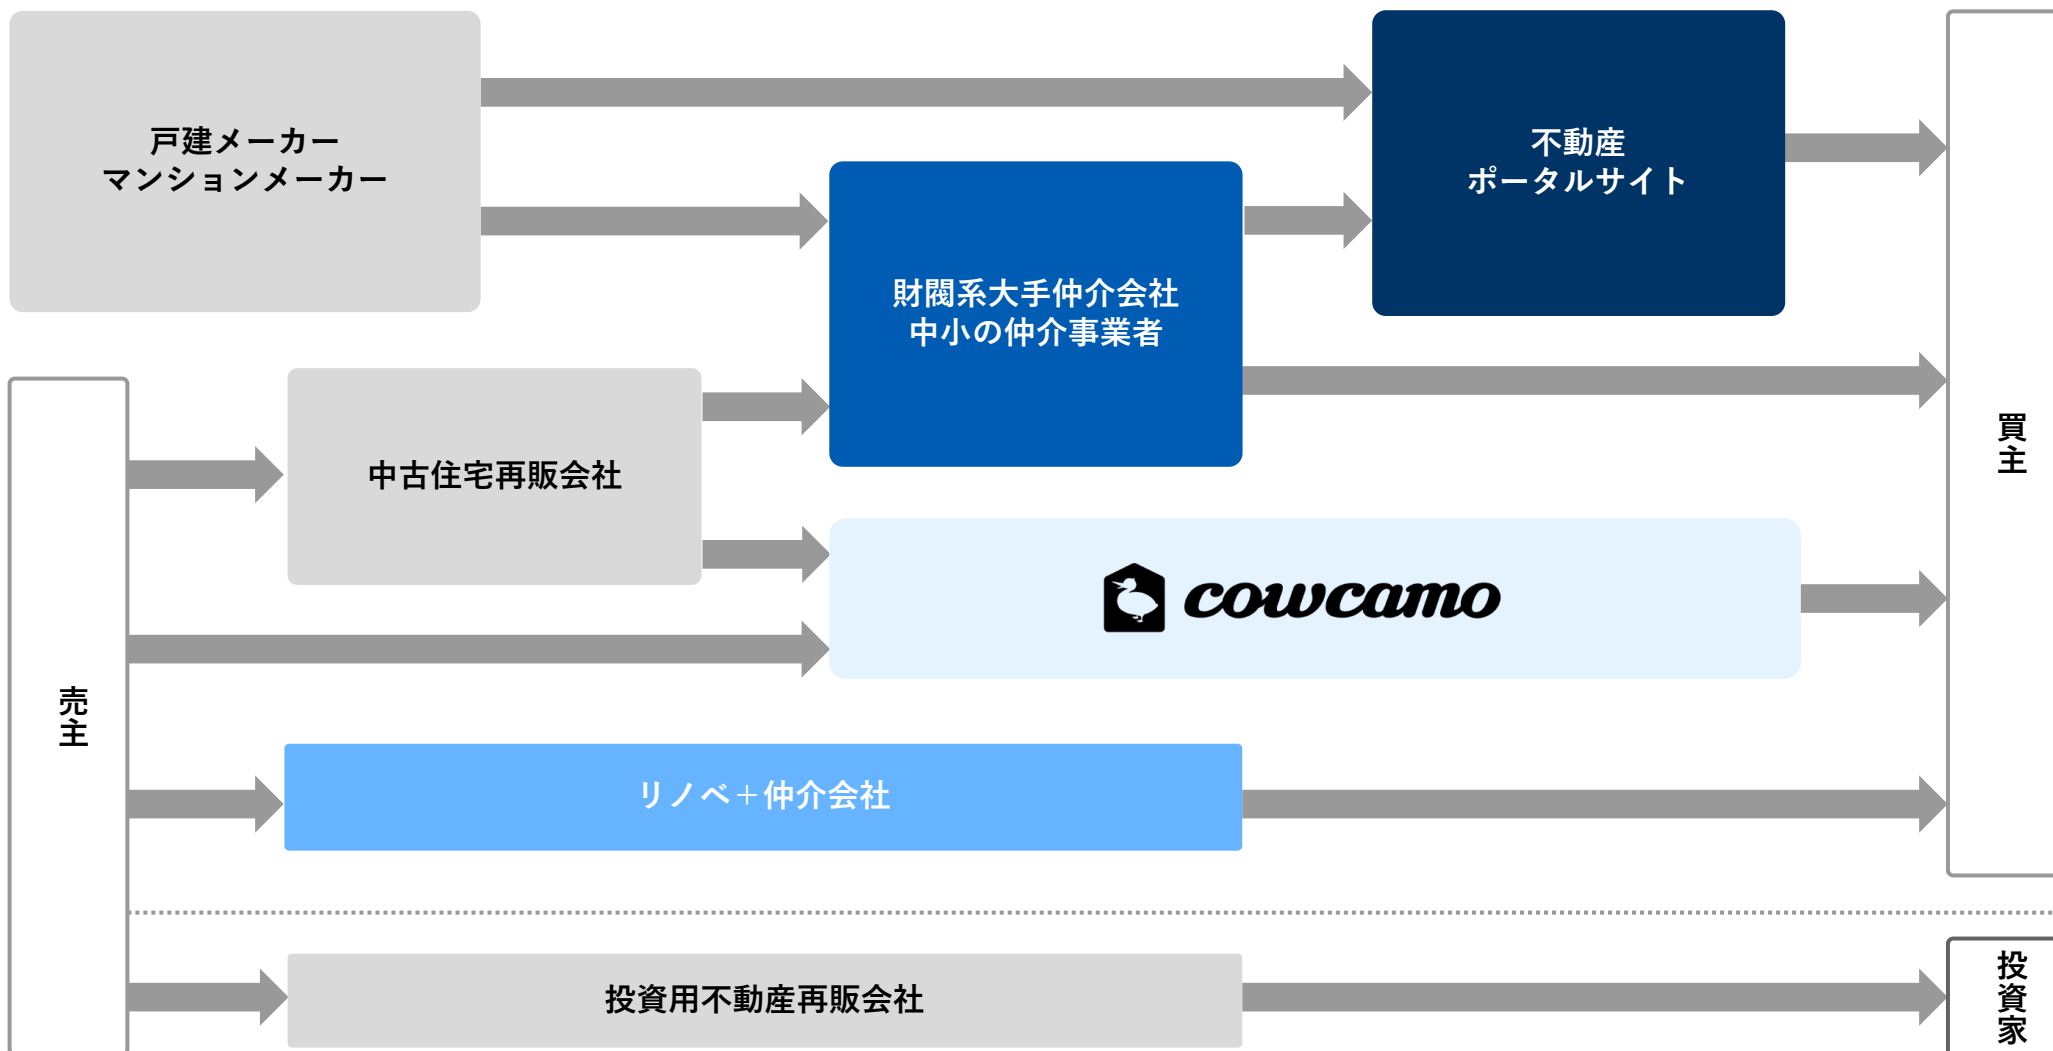 戸建メーカー
マンションメーカー
不動産
ポータルサイト
財閥系大手仲介会社
中小の仲介事業者
買主
中古住宅再販会社
cowcamo
売主
リノベ＋仲介会社
投資用不動産再販会社
投資家